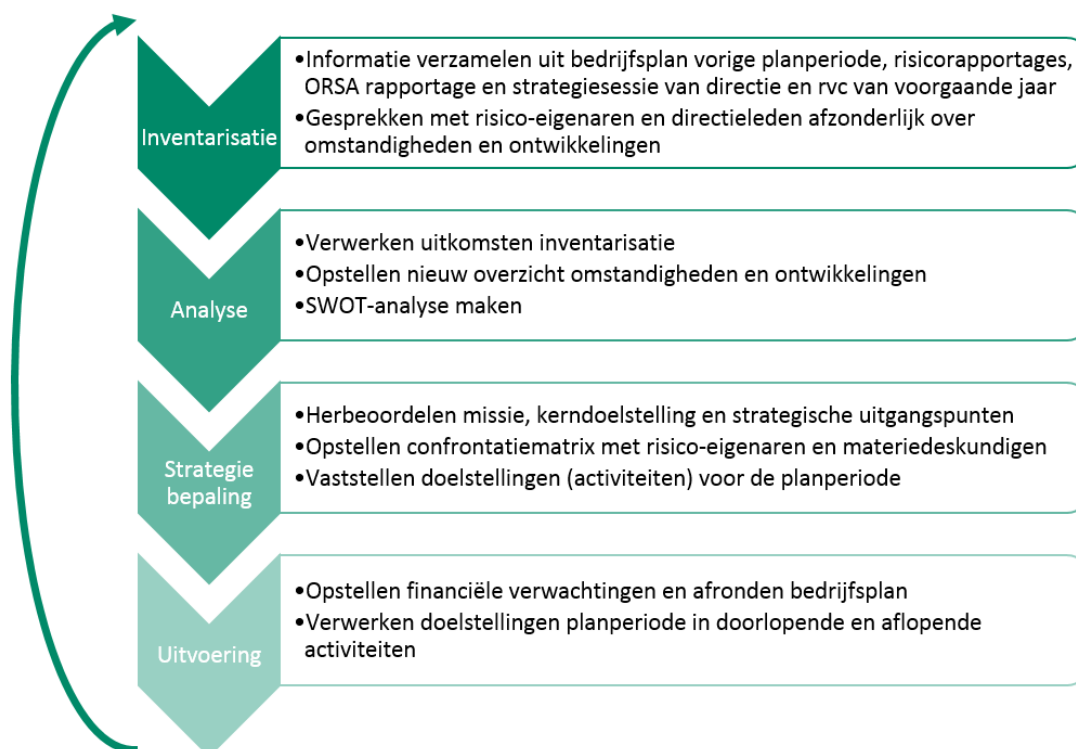 Inventarisatie
•Informatie verzamelen uit bedrijfsplan vorige planperiode, risicorapportages,
ORSA rapportage en strategiesessie van directie en rvc van voorgaande jaar
•Gesprekken met risico-eigenaren en directieleden afzonderlijk over
omstandigheden en ontwikkelingen
Analyse
•Verwerken uitkomsten inventarisatie
•Opstellen nieuw overzicht omstandigheden en ontwikkelingen
•SWOT-analyse maken
Strategie
bepaling
•Herbeoordelen missie, kerndoelstelling en strategische uitgangspunten
•Opstellen confrontatiematrix met risico-eigenaren en materiedeskundigen
•Vaststellen doelstellingen (activiteiten) voor de planperiode
Uitvoering
•Opstellen financiële verwachtingen en afronden bedrijfsplan
•Verwerken doelstellingen planperiode in doorlopende en aflopende
activiteiten